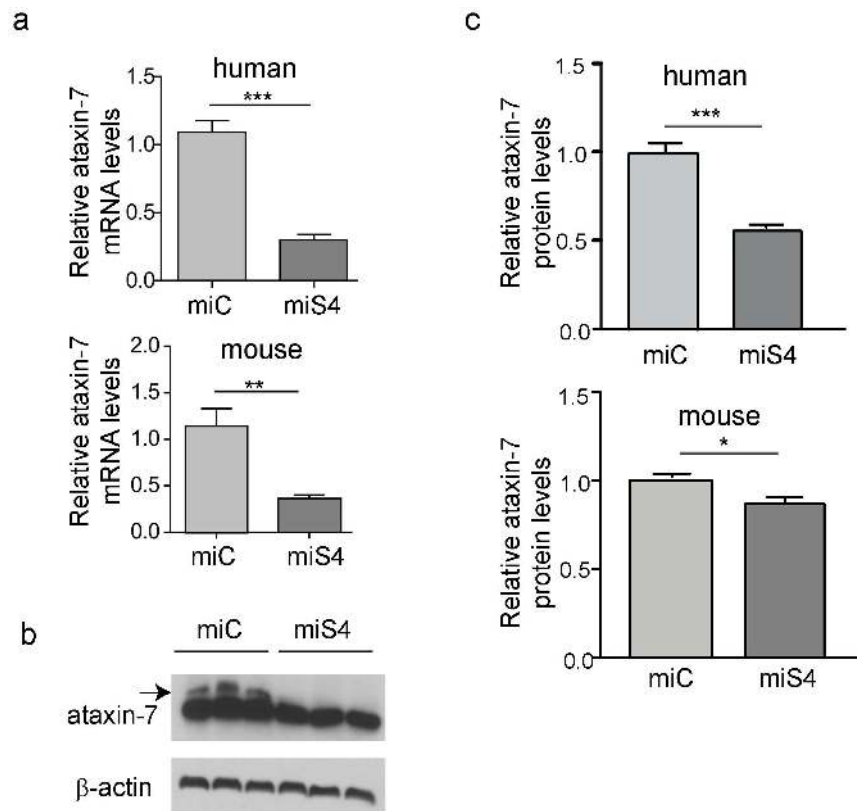 a
human
***
Relative ataxin-7
mRNA levels
1.5
1.0
0.5
0.0
miC miS4
mouse
**
Relative ataxin-7
mRNA levels
2.0
1.5
1.0
0.5
0.0
miC miS4
b
miC miS4
ataxin-7
β-actin
c
human
***
Relative ataxin-7
protein levels
1.5
1.0
0.5
0.0
miC miS4
mouse
*
Relative ataxin-7
protein levels
1.5
1.0
0.5
0.0
miC miS4